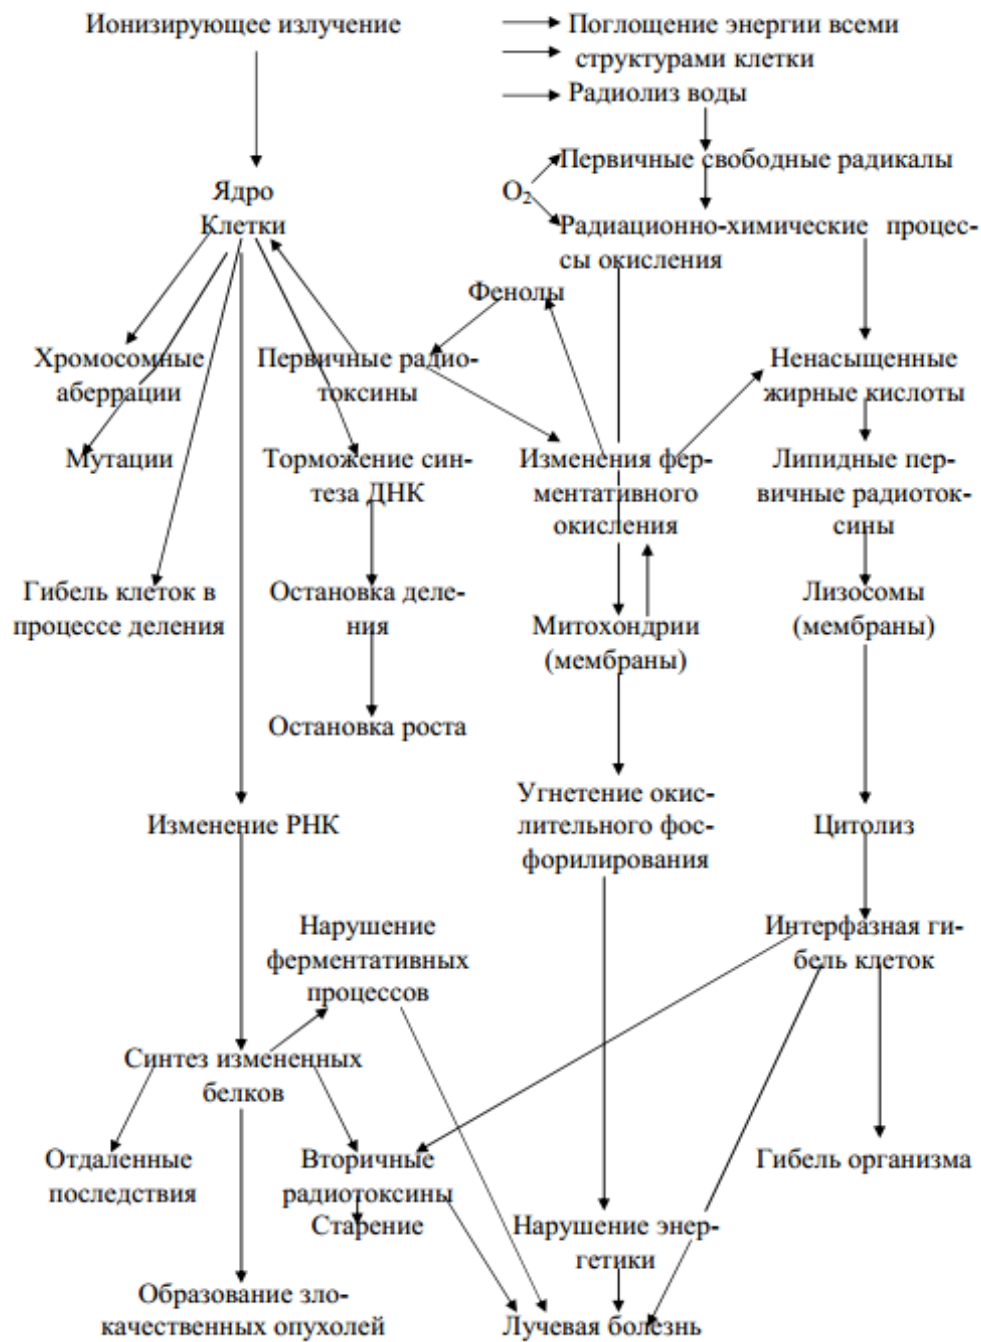 Ионизирующее излучение
Поглощение энергии всеми
структурами клетки
Радиолиз воды
Первичные свободные радикалы
O₂
Ядро
Клетки
Радиационно-химические процес-
сы окисления
Фенолы
Хромосомные
аберрации
Первичные радио-
токсины
Ненасыщенные
жирные кислоты
Мутации
Торможение син-
теза ДНК
Изменения фер-
ментативного
окисления
Липидные пер-
вичные радиоток-
сины
Гибель клеток в
процессе деления
Остановка деле-
ния
Митохондрии
(мембраны)
Лизосомы
(мембраны)
Остановка роста
Изменение РНК
Угнетение окис-
лительного фос-
форилирования
Цитолиз
Нарушение
ферментативных
процессов
Интерфазная ги-
бель клеток
Синтез измененных
белков
Отдаленные
последствия
Вторичные
радиотоксины
Старение
Гибель организма
Нарушение энер-
гетики
Образование зло-
качественных опухолей
Лучевая болезнь